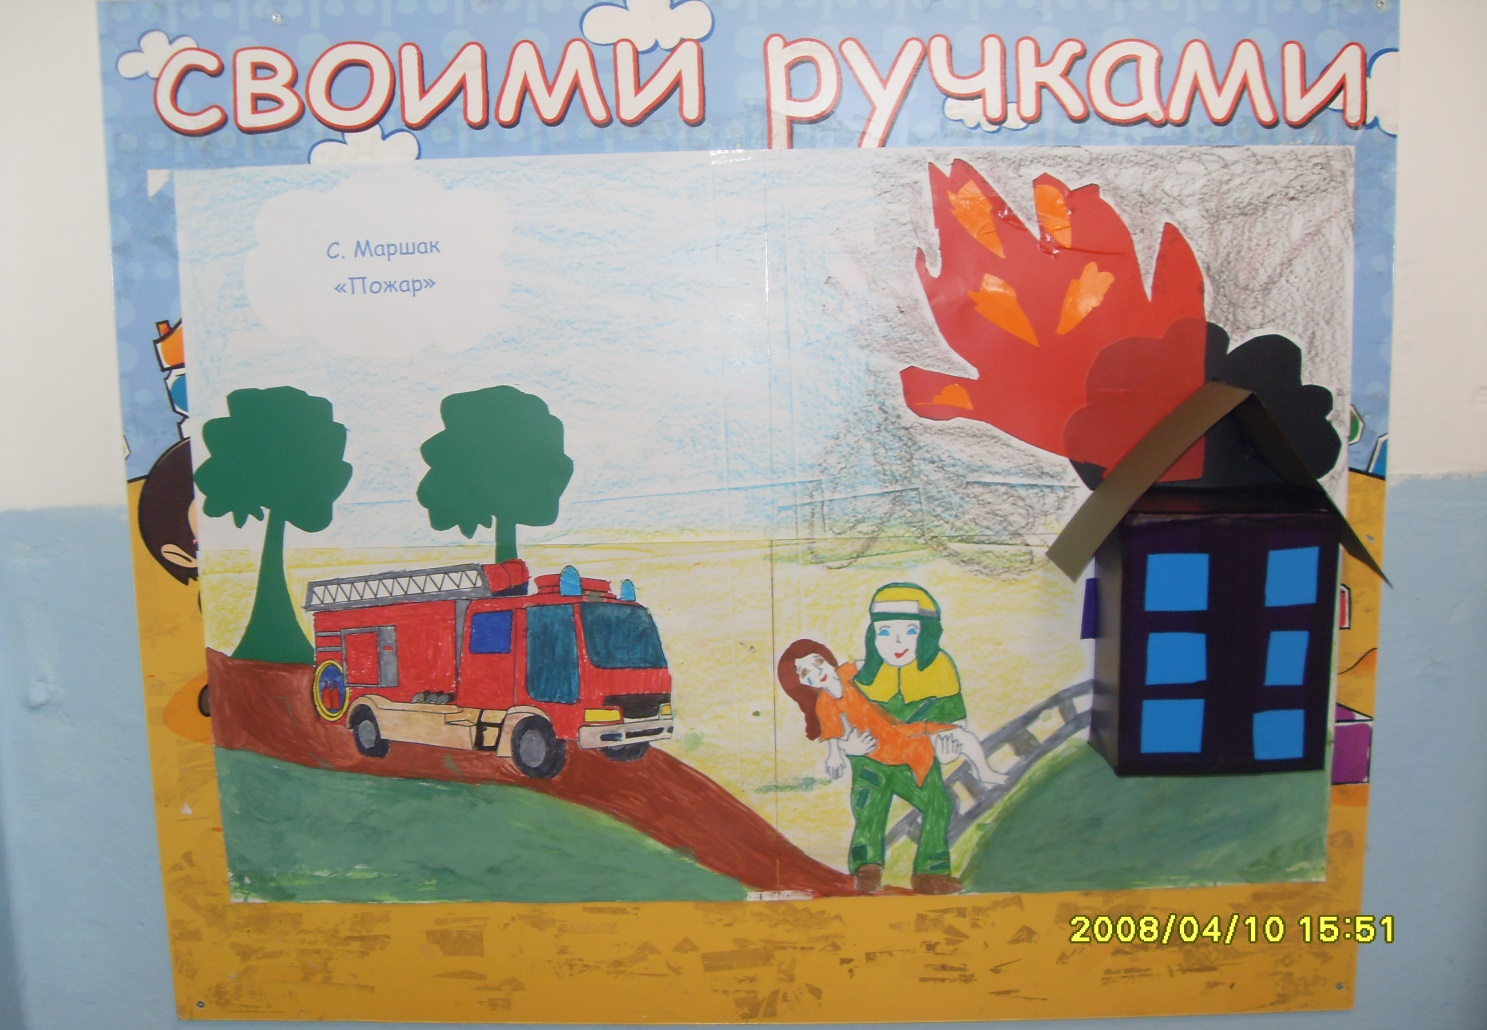 своими ручками
С. Маршак
«Пожар»
2008/04/10 15:51